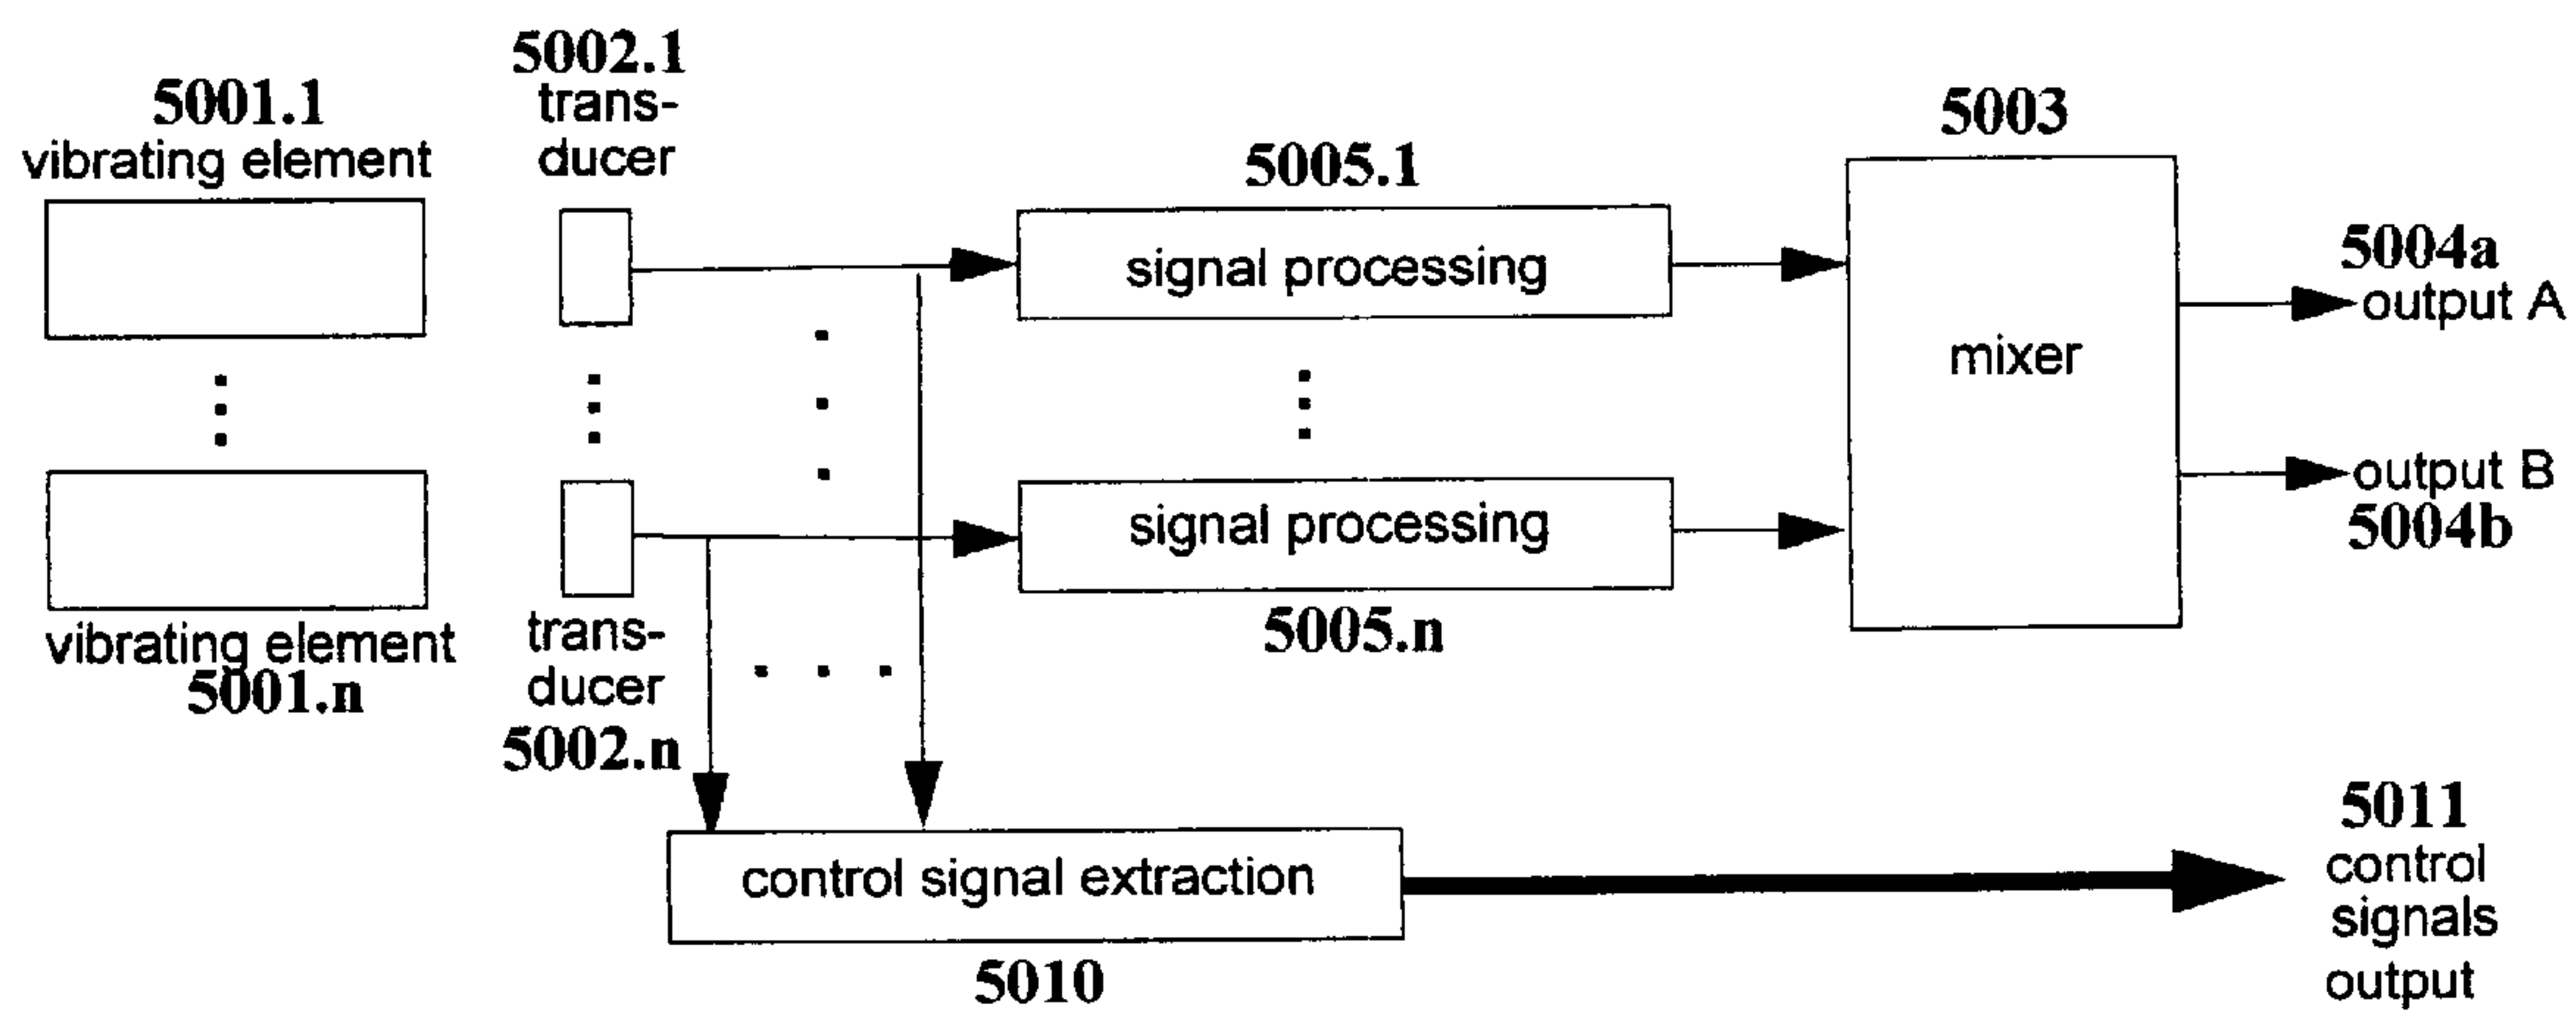 5001.1
vibrating element
5002.1
trans-
ducer
5005.1
signal processing
5003
mixer
5004a
output A
output B
5004b
signal processing
5005.n
vibrating element
5001.n
trans-
ducer
5002.n
control signal extraction
5010
5011
control
signals
output